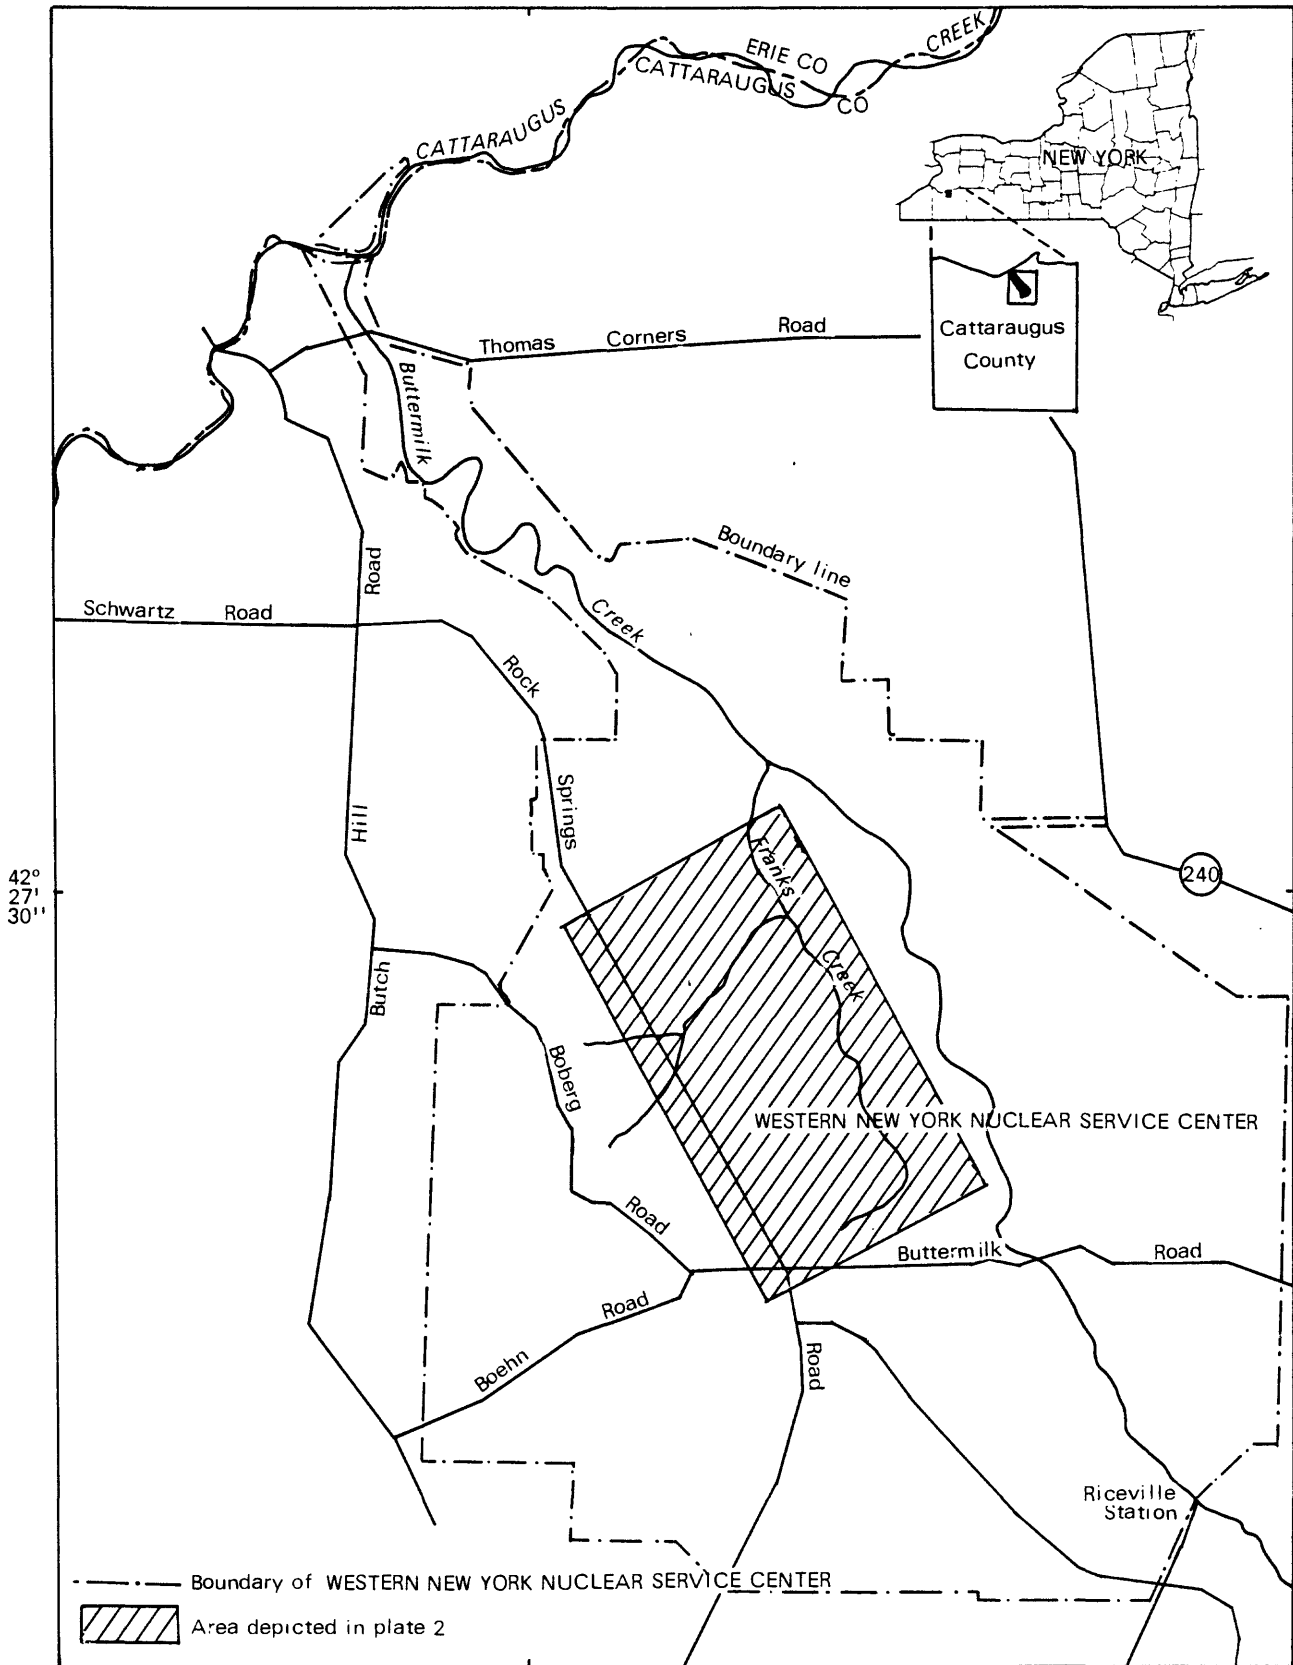 CREEK
ERIE CO
CATTARAUGUS
CO
CATTARAUGUS
NEW YORK
Cattaraugus
County
Thomas Corners Road
Buttermilk
Boundary line
Road
Schwartz Road
Creek
Rock
Springs
Hill
Franks
42°
27'
30"
240
Creek
Butch
Boberg
WESTERN NEW YORK NUCLEAR SERVICE CENTER
Road
Buttermilk Road
Road
Road
Boehn
Riceville
Station
Boundary of WESTERN NEW YORK NUCLEAR SERVICE CENTER
Area depicted in plate 2